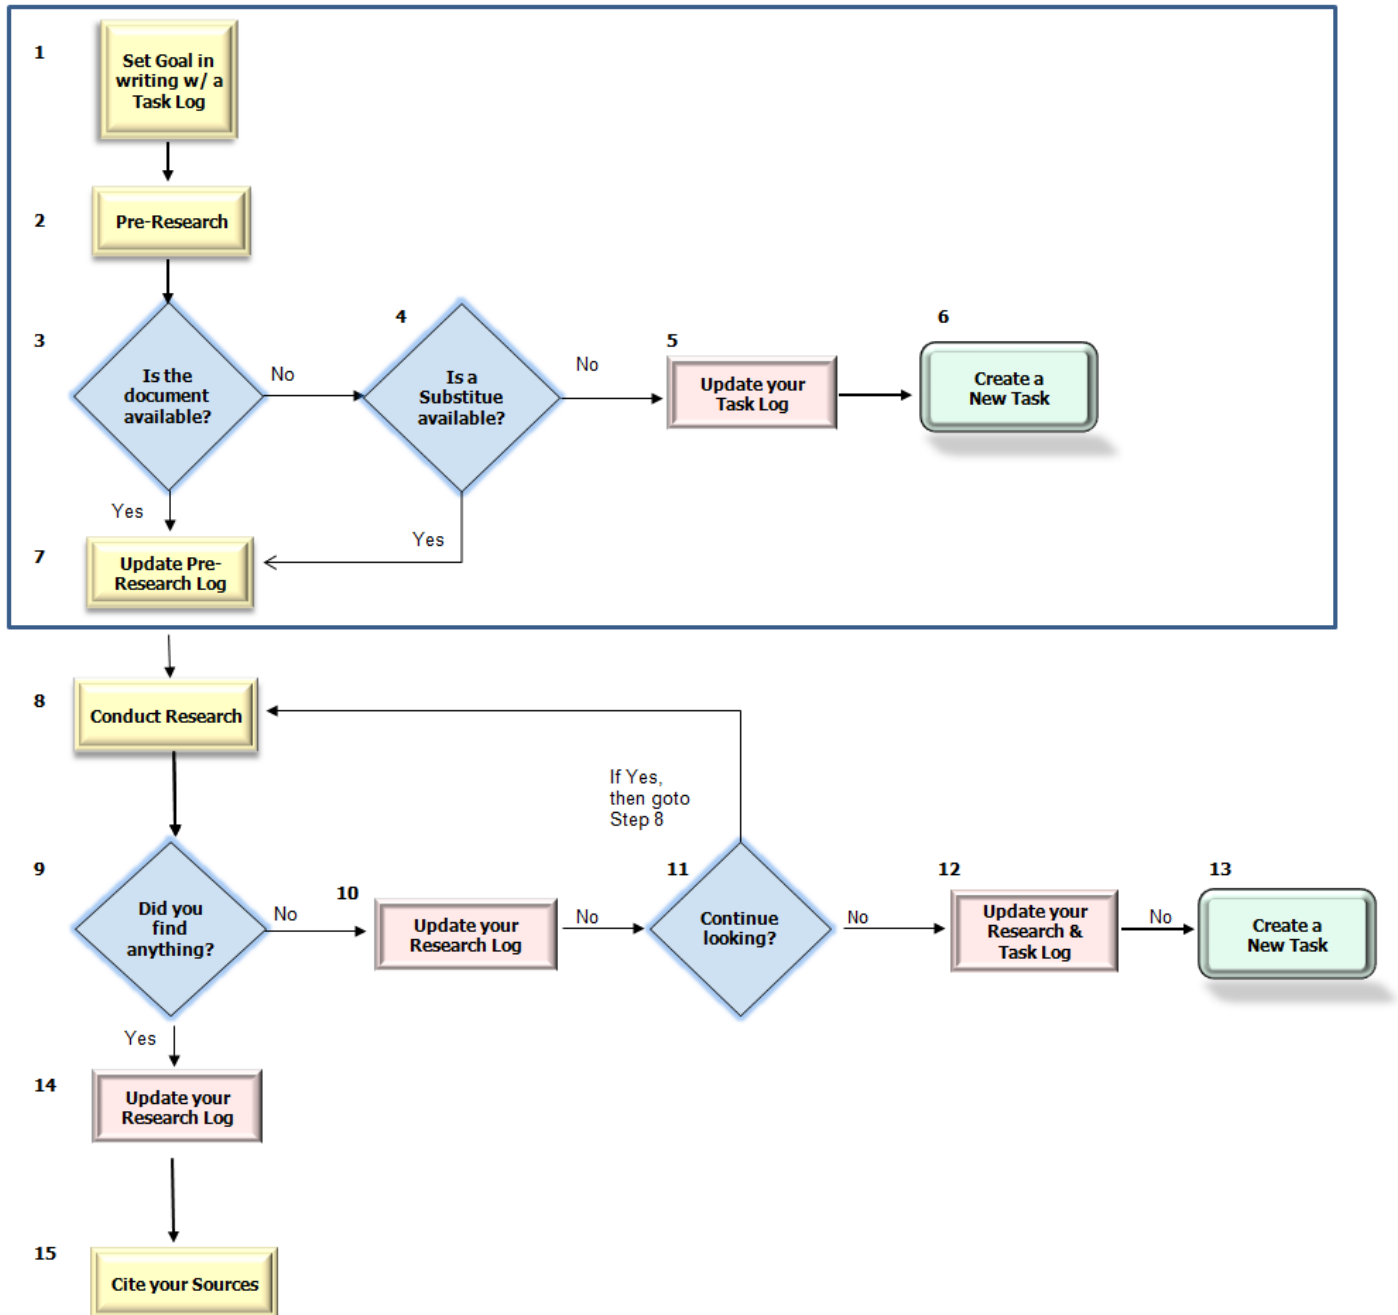 1
Set Goal in
writing w/ a
Task Log
2
Pre-Research
3
Is the
document
available?
No
4
Is a
Substitue
available?
No
5
Update your
Task Log
6
Create a
New Task
Yes
Yes
7
Update Pre-
Research Log
8
Conduct Research
If Yes,
then goto
Step 8
9
Did you
find
anything?
No
10
Update your
Research Log
No
11
Continue
looking?
No
12
Update your
Research &
Task Log
No
13
Create a
New Task
Yes
14
Update your
Research Log
15
Cite your Sources